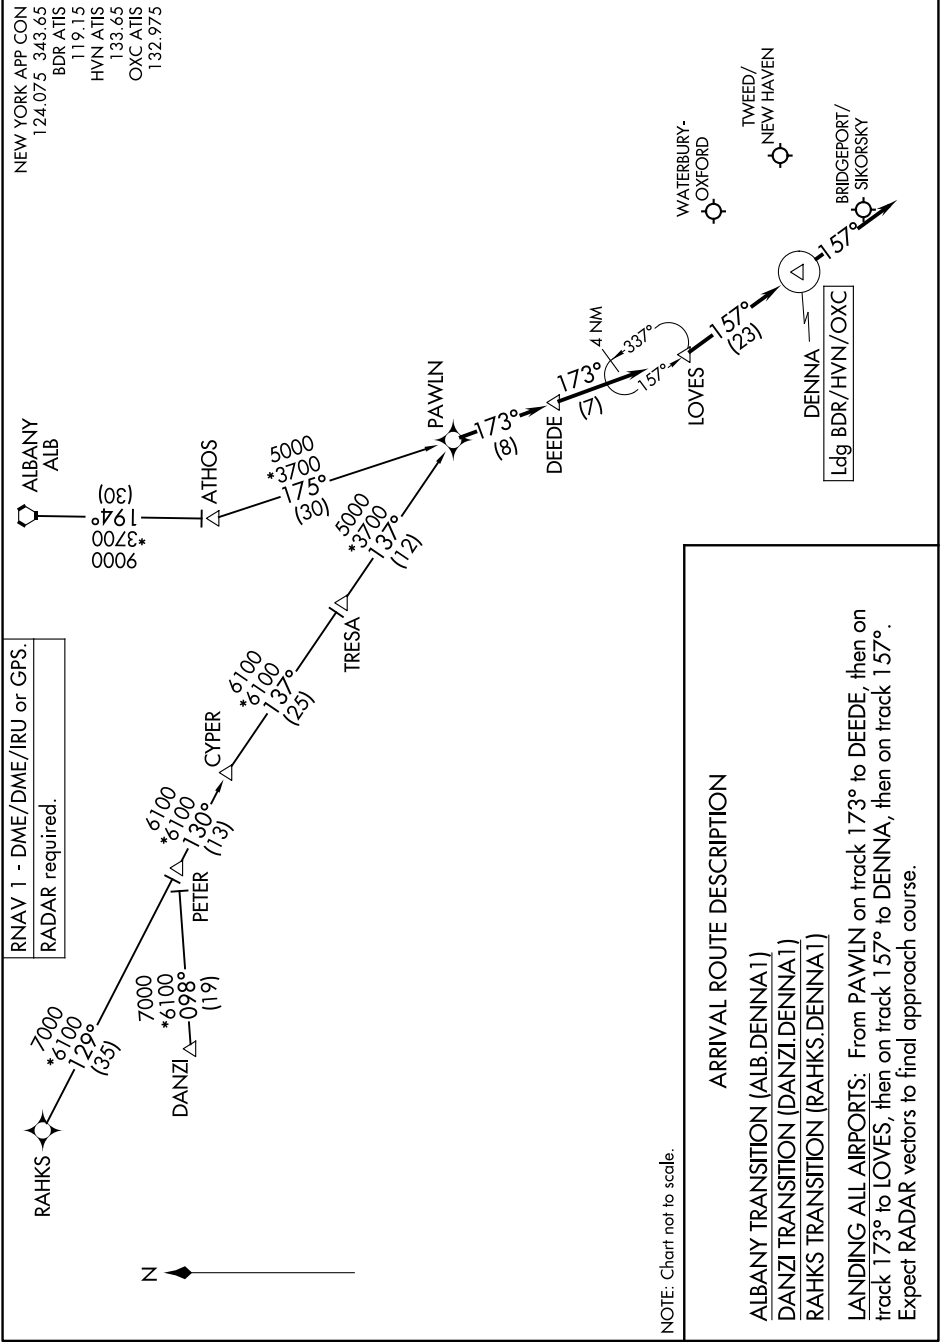 NEW YORK APP CON
124.075 343.65
BDR ATIS
119.15
HVN ATIS
133.65
OXC ATIS
132.975
RNAV 1 - DME/DME/IRU or GPS.
RADAR required.
ALBANY
ALB
9000
*3700
194°
(30)
ATHOS
5000
*3700
175°
(30)
RAHKS
7000
*6100
129°
(35)
DANZI
7000
*6100
098°
(19)
PETER
6100
*6100
130°
(13)
CYPER
6100
*6100
137°
(25)
TRESA
5000
*3700
137°
(12)
PAWLN
173°
(8)
DEEDE
173°
(7)
4 NM
337°
157°
LOVES
157°
(23)
DENNA
Ldg BDR/HVN/OXC
157°
WATERBURY-
OXFORD
TWEED/
NEW HAVEN
BRIDGEPORT/
SIKORSKY
N
NOTE: Chart not to scale.
ARRIVAL ROUTE DESCRIPTION
ALBANY TRANSITION (ALB.DENNA1)
DANZI TRANSITION (DANZI.DENNA1)
RAHKS TRANSITION (RAHKS.DENNA1)
LANDING ALL AIRPORTS: From PAWLN on track 173° to DEEDE, then on
track 173° to LOVES, then on track 157° to DENNA, then on track 157°.
Expect RADAR vectors to final approach course.